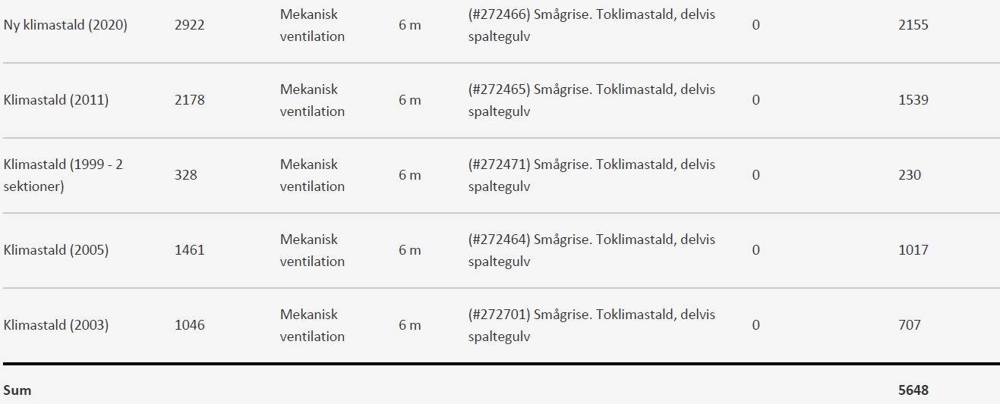 Ny klimastald (2020) 2922 Mekanisk ventilation 6 m (#272466) Smågrise. Toklimastald, delvis spaltegulv 0 2155
Klimastald (2011) 2178 Mekanisk ventilation 6 m (#272465) Smågrise. Toklimastald, delvis spaltegulv 0 1539
Klimastald (1999 - 2 sektioner) 328 Mekanisk ventilation 6 m (#272471) Smågrise. Toklimastald, delvis spaltegulv 0 230
Klimastald (2005) 1461 Mekanisk ventilation 6 m (#272464) Smågrise. Toklimastald, delvis spaltegulv 0 1017
Klimastald (2003) 1046 Mekanisk ventilation 6 m (#272701) Smågrise. Toklimastald, delvis spaltegulv 0 707
Sum 5648